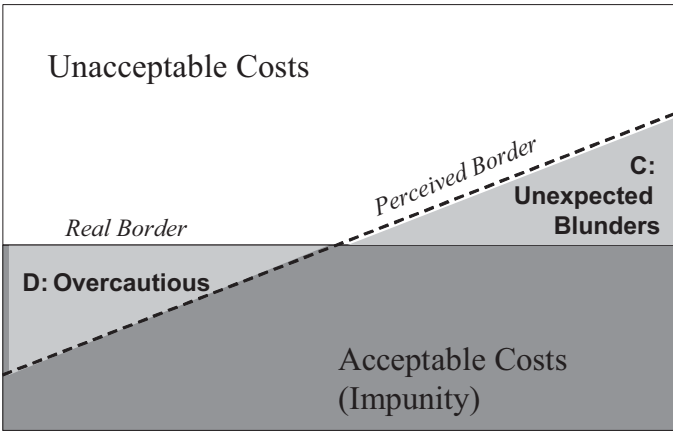 Unacceptable Costs
Perceived Border
C:
Unexpected
Blunders
Real Border
D: Overcautious
Acceptable Costs
(Impunity)